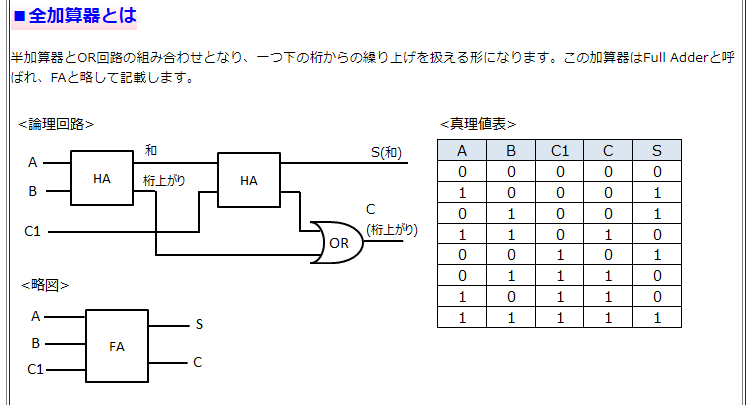 ■全加算器とは
半加算器とOR回路の組み合わせとなり、一つ下の桁からの繰り上げを扱える形になります。この加算器はFull Adderと呼
ばれ、FAと略して記載します。
<論理回路>
A
B
C1
HA
和
桁上がり
HA
S(和)
C
(桁上がり)
OR
<略図>
A
B
C1
FA
S
C
<真理値表>
A B C1 C S
0 0 0 0 0
1 0 0 0 1
0 1 0 0 1
1 1 0 1 0
0 0 1 0 1
0 1 1 1 0
1 0 1 1 0
1 1 1 1 1